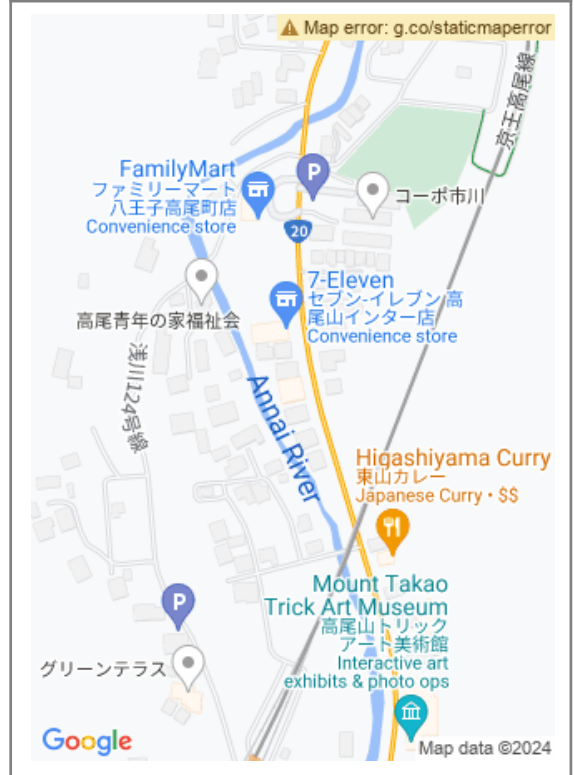 Map error: g.co/staticmaperror
京王高尾線
FamilyMart
ファミリーマート
八王子高尾町店
Convenience store
P
コーポ市川
20
7-Eleven
セブン-イレブン 高
尾山インター店
Convenience store
高尾青年の家福祉会
浅川124号線
Annai River
Higashiyama Curry
東山カレー
Japanese Curry • $$
Mount Takao
Trick Art Museum
高尾山トリック
アート美術館
Interactive art
exhibits & photo ops
P
グリーンテラス
Google
Map data ©2024